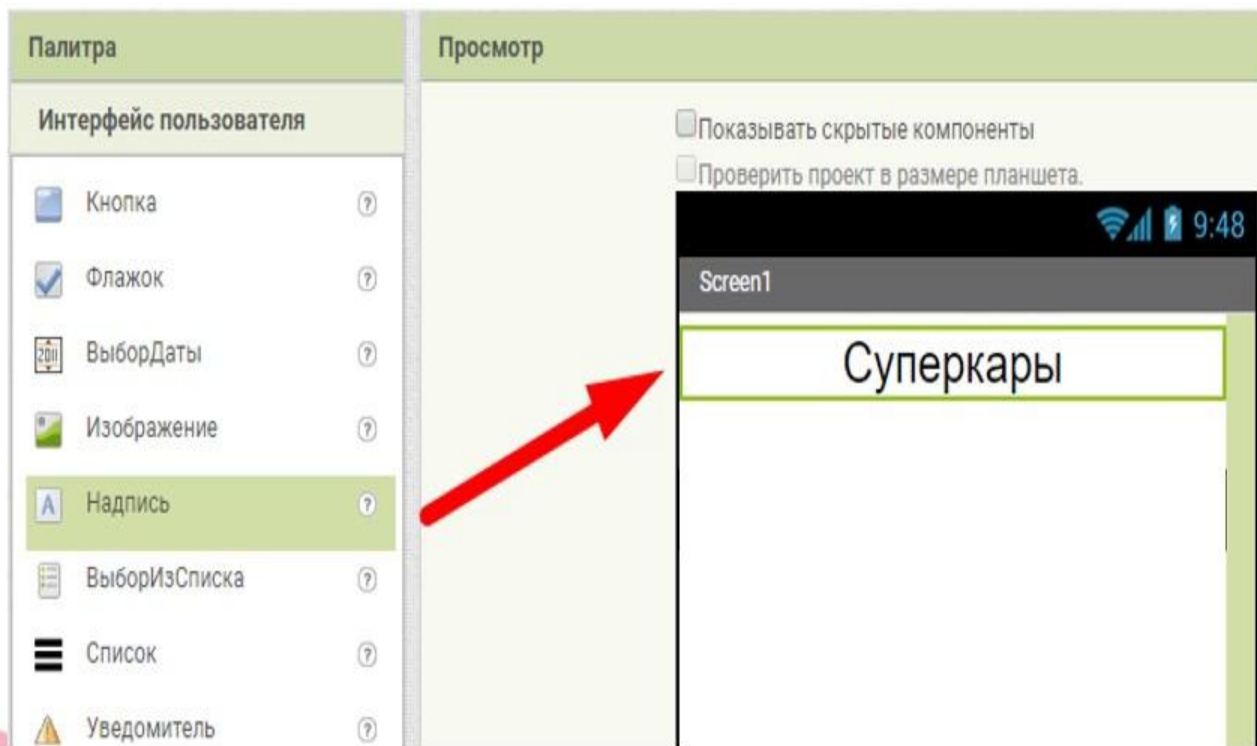 Палитра
Интерфейс пользователя
Кнопка ?
Флажок ?
2011 ВыборДаты ?
Изображение ?
A Надпись ?
ВыборИзСписка ?
Список ?
Уведомитель ?
Просмотр
Показывать скрытые компоненты
Проверить проект в размере планшета.
9:48
Screen1
Суперкары